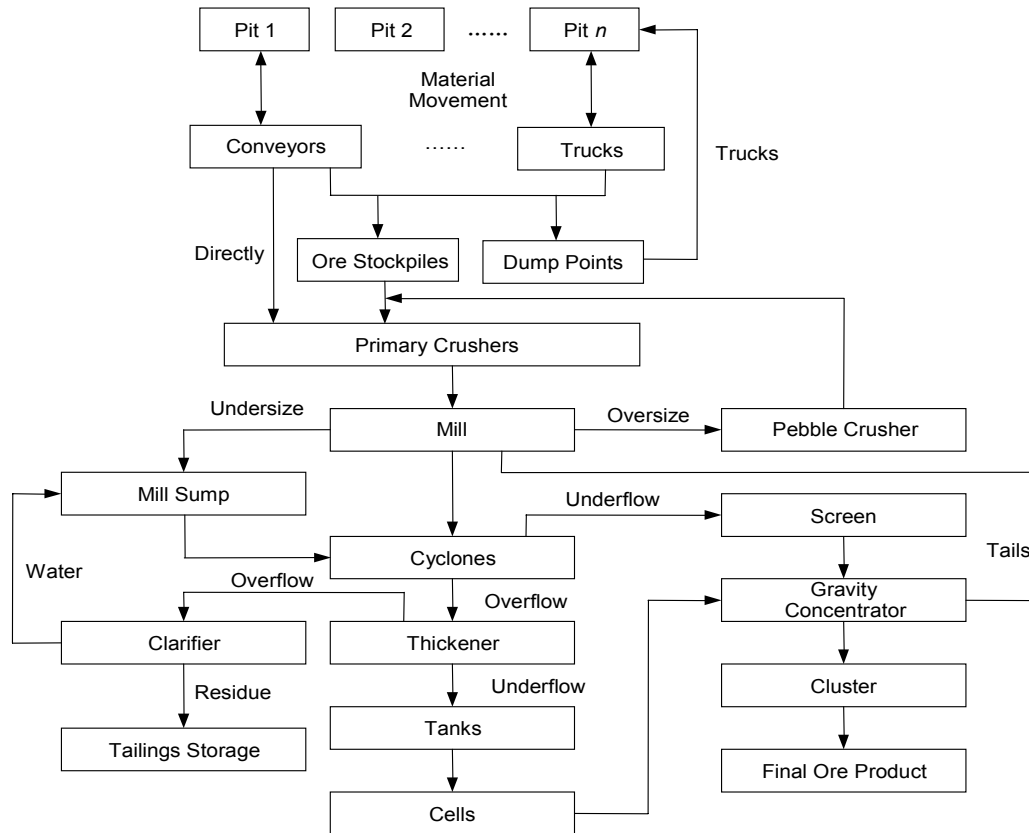 Pit 1
Pit 2
......
Pit n
Material
Movement
Conveyors
......
Trucks
Trucks
Directly
Ore Stockpiles
Dump Points
Primary Crushers
Undersize
Mill
Oversize
Pebble Crusher
Mill Sump
Underflow
Screen
Water
Cyclones
Tails
Overflow
Overflow
Gravity
Concentrator
Clarifier
Thickener
Residue
Underflow
Cluster
Tailings Storage
Tanks
Final Ore Product
Cells